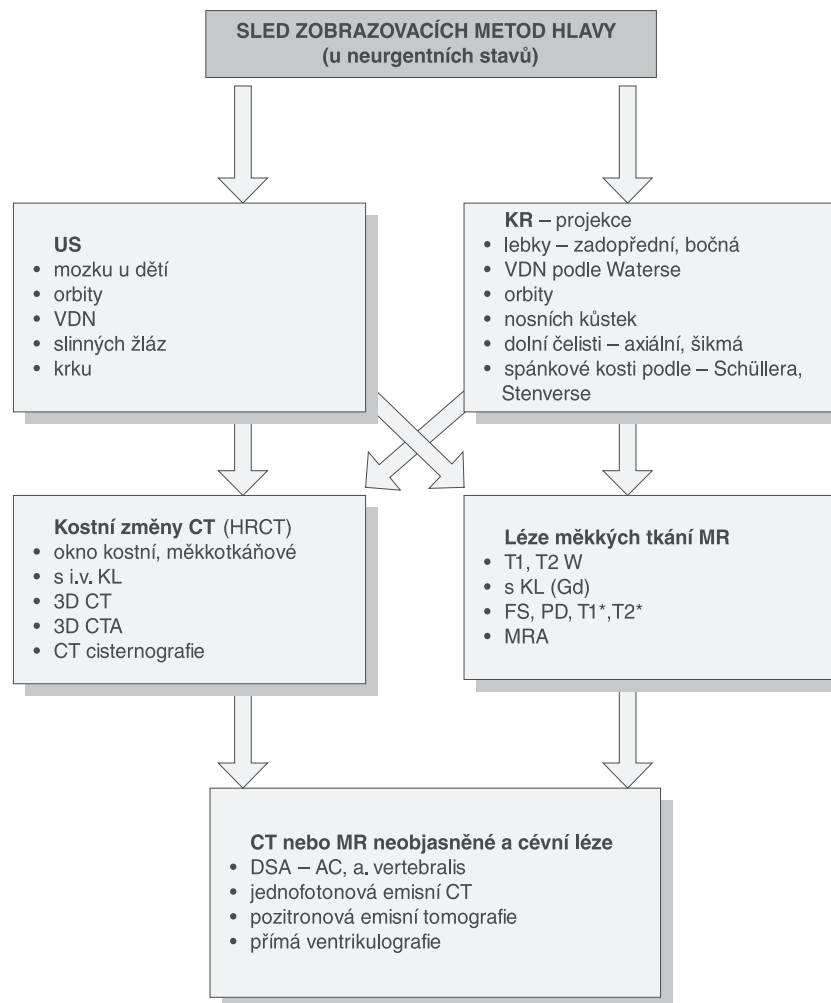 SLED ZOBRAZOVACÍCH METOD HLAVY
(u neurgentních stavů)
US
• mozku u dětí
• orbity
• VDN
• slinných žláz
• krku
KR – projekce
• lebky – zadopřední, bočná
• VDN podle Waterse
• orbity
• nosních kůstek
• dolní čelisti – axiální, šikmá
• spánkové kosti podle – Schüllera,
Stenverse
Kostní změny CT (HRCT)
• okno kostní, měkkotkáňové
• s i.v. KL
• 3D CT
• 3D CTA
• CT cisternografie
Léze měkkých tkání MR
• T1, T2 W
• s KL (Gd)
• FS, PD, T1*,T2*
• MRA
CT nebo MR neobjasněné a cévní léze
• DSA – AC, a. vertebralis
• jednofotonová emisní CT
• pozitronová emisní tomografie
• přímá ventrikulografie